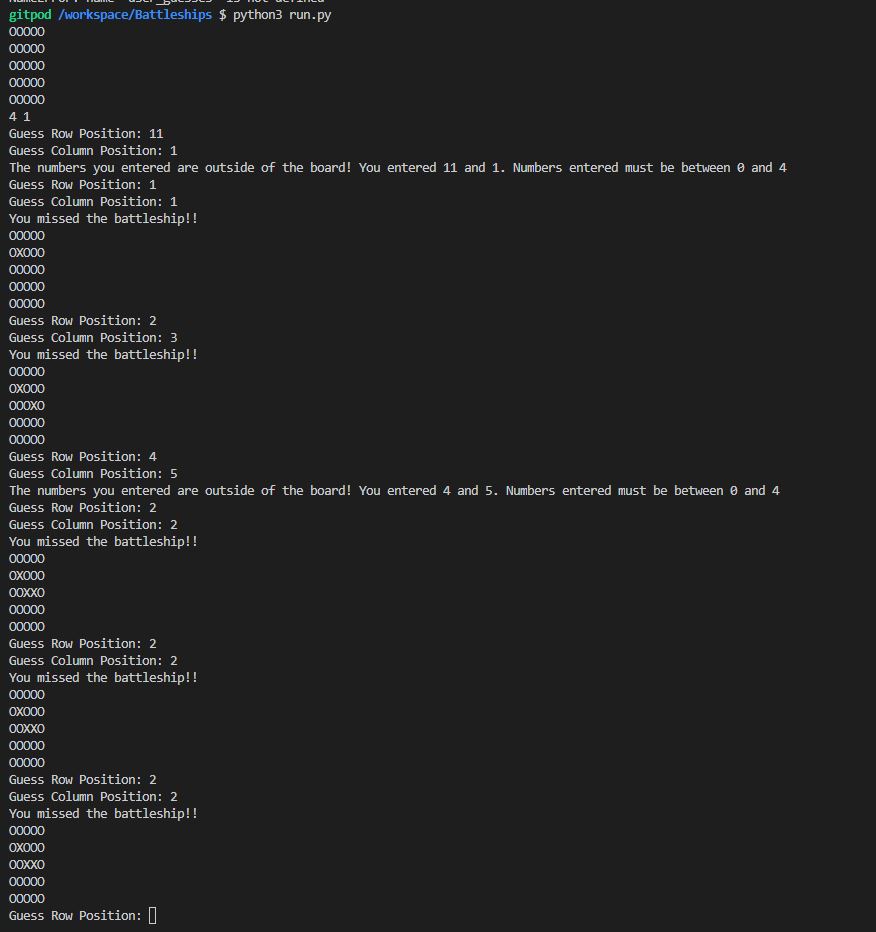 NameError: name 'user_guesses' is not defined
gitpod /workspace/Battleships $ python3 run.py
OOOOO
OOOOO
OOOOO
OOOOO
OOOOO
4 1
Guess Row Position: 11
Guess Column Position: 1
The numbers you entered are outside of the board! You entered 11 and 1. Numbers entered must be between 0 and 4
Guess Row Position: 1
Guess Column Position: 1
You missed the battleship!!
OOOOO
OXOOO
OOOOO
OOOOO
OOOOO
Guess Row Position: 2
Guess Column Position: 3
You missed the battleship!!
OOOOO
OXOOO
OOOXO
OOOOO
OOOOO
Guess Row Position: 4
Guess Column Position: 5
The numbers you entered are outside of the board! You entered 4 and 5. Numbers entered must be between 0 and 4
Guess Row Position: 2
Guess Column Position: 2
You missed the battleship!!
OOOOO
OXOOO
OOXXO
OOOOO
OOOOO
Guess Row Position: 2
Guess Column Position: 2
You missed the battleship!!
OOOOO
OXOOO
OOXXO
OOOOO
OOOOO
Guess Row Position: 2
Guess Column Position: 2
You missed the battleship!!
OOOOO
OXOOO
OOXXO
OOOOO
OOOOO
Guess Row Position: